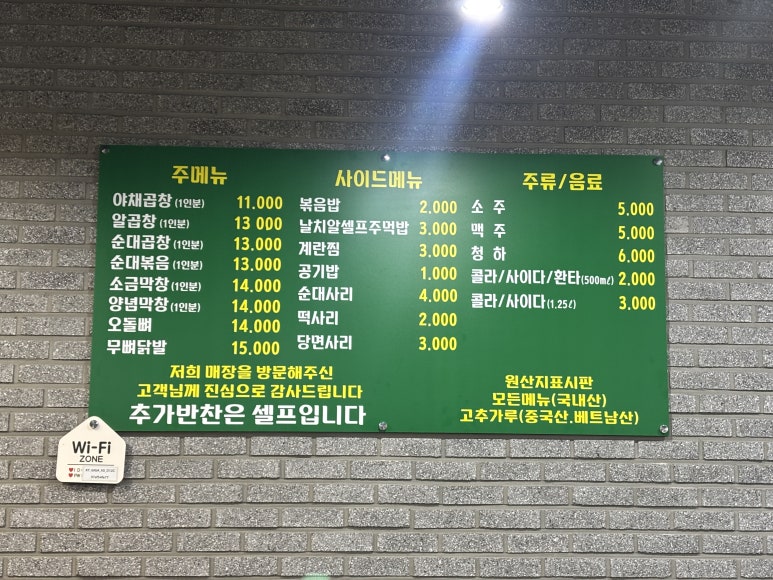 주메뉴
야채곱창(1인분) 11.000
알곱창(1인분) 13 000
순대곱창(1인분) 13.000
순대볶음(1인분) 13.000
소금막창(1인분) 14.000
양념막창(1인분) 14.000
오돌뼈 14.000
무뼈닭발 15.000
저희 매장을 방문해주신
고객님께 진심으로 감사드립니다
추가반찬은 셀프입니다
사이드메뉴
볶음밥 2.000
날치알셀프주먹밥 3.000
계란찜 3.000
공기밥 1.000
순대사리 4,000
떡사리 2.000
당면사리 3,000
주류/음료
소 주 5.000
맥 주 5.000
청 하 6,000
콜라/사이다/환타(500㎖) 2,000
콜라/사이다(1.25ℓ) 3,000
원산지표시판
모든메뉴(국내산)
고추가루(중국산.베트남산)
Wi-Fi
ZONE